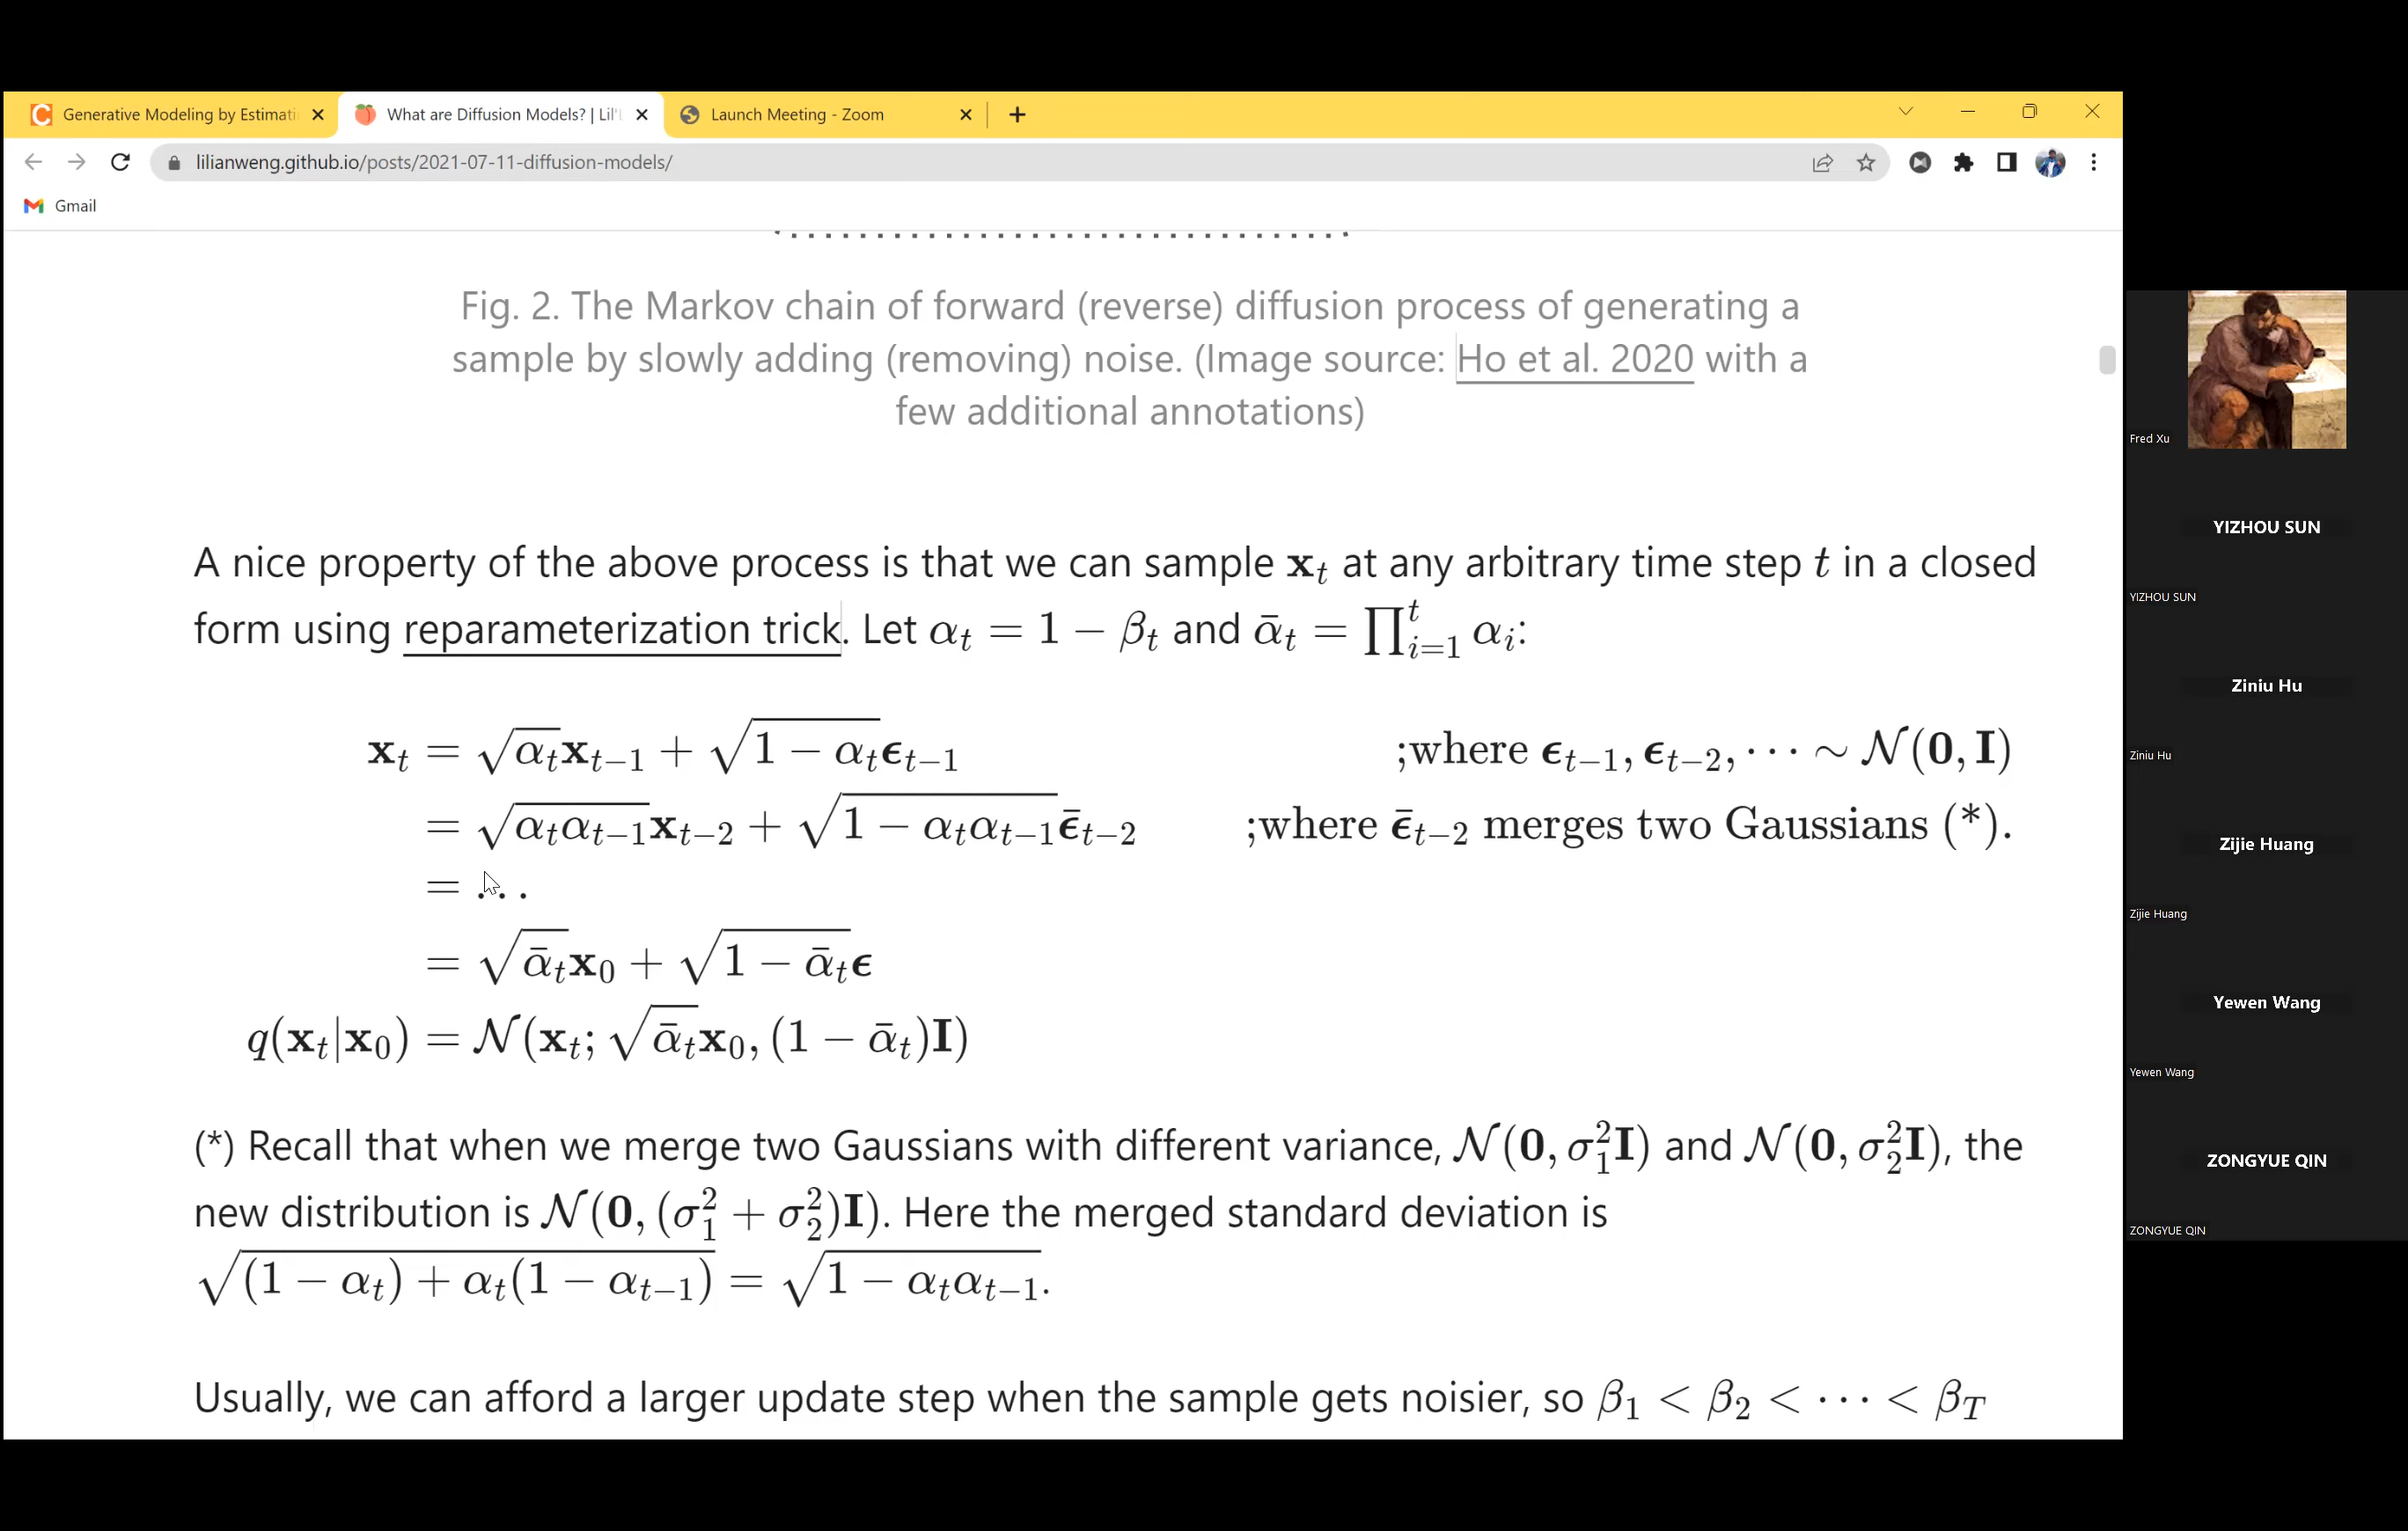 Generative Modeling by Estimati
What are Diffusion Models? | Lil'L
Launch Meeting - Zoom
lilianweng.github.io/posts/2021-07-11-diffusion-models/
Gmail
Fig. 2. The Markov chain of forward (reverse) diffusion process of generating a
sample by slowly adding (removing) noise. (Image source: Ho et al. 2020 with a
few additional annotations)
A nice property of the above process is that we can sample x_t at any arbitrary time step t in a closed
form using reparameterization trick. Let α_t = 1 − β_t and ᾱ_t = ∏_{i=1}^t α_i:
x_t = √(α_t) x_{t−1} + √(1 − α_t) ϵ_{t−1} ;where ϵ_{t−1}, ϵ_{t−2}, ⋯ ∼ 𝒩(0, I)
= √(α_t α_{t−1}) x_{t−2} + √(1 − α_t α_{t−1}) ϵ̄_{t−2} ;where ϵ̄_{t−2} merges two Gaussians (*).
= …
= √(ᾱ_t) x_0 + √(1 − ᾱ_t) ϵ
q(x_t|x_0) = 𝒩(x_t; √(ᾱ_t) x_0, (1 − ᾱ_t)I)
(*) Recall that when we merge two Gaussians with different variance, 𝒩(0, σ_1^2 I) and 𝒩(0, σ_2^2 I), the
new distribution is 𝒩(0, (σ_1^2 + σ_2^2)I). Here the merged standard deviation is
√((1 − α_t) + α_t(1 − α_{t−1})) = √(1 − α_t α_{t−1}).
Usually, we can afford a larger update step when the sample gets noisier, so β_1 < β_2 < ⋯ < β_T
Fred Xu
YIZHOU SUN
YIZHOU SUN
Ziniu Hu
Ziniu Hu
Zijie Huang
Zijie Huang
Yewen Wang
Yewen Wang
ZONGYUE QIN
ZONGYUE QIN